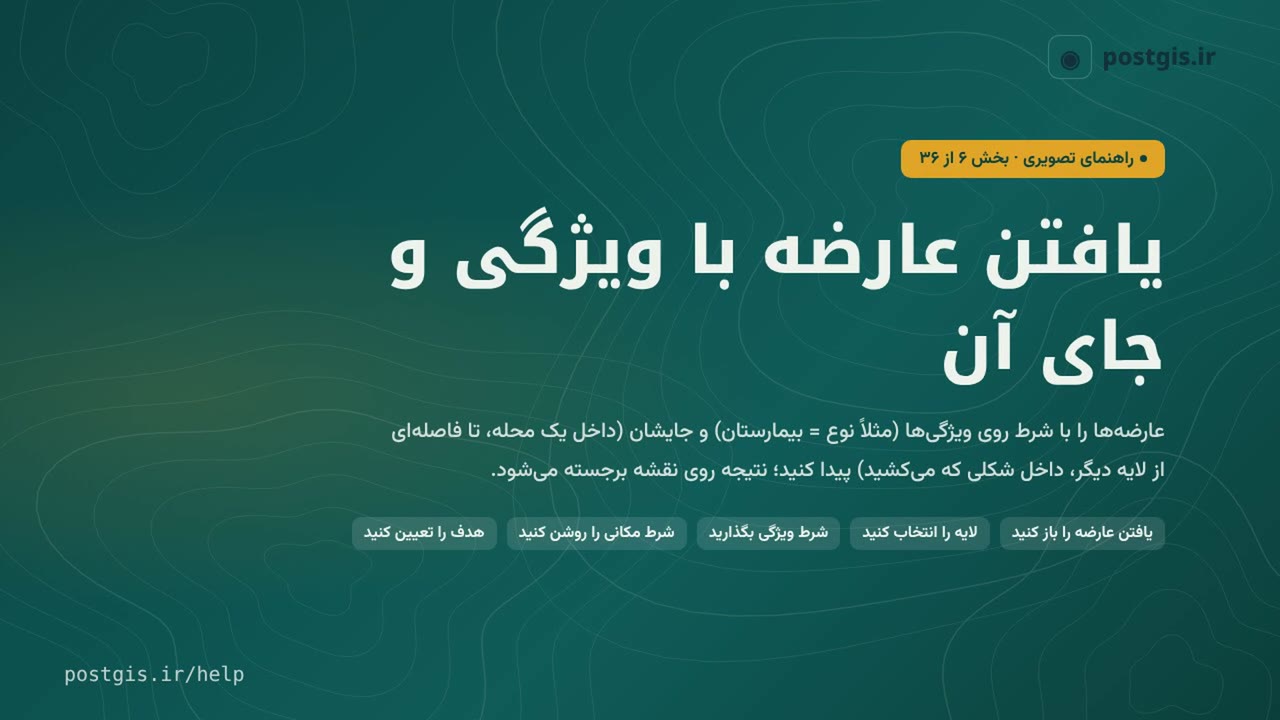 postgis.ir
راهنمای تصویری · بخش ۶ از ۳۶
یافتن عارضه با ویژگی و
جای آن
عارضه‌ها را با شرط روی ویژگی‌ها (مثلاً نوع = بیمارستان) و جایشان (داخل یک محله، تا فاصله‌ای
از لایه دیگر، داخل شکلی که می‌کشید) پیدا کنید؛ نتیجه روی نقشه برجسته می‌شود.
یافتن عارضه را باز کنید
لایه را انتخاب کنید
شرط ویژگی بگذارید
شرط مکانی را روشن کنید
هدف را تعیین کنید
postgis.ir/help